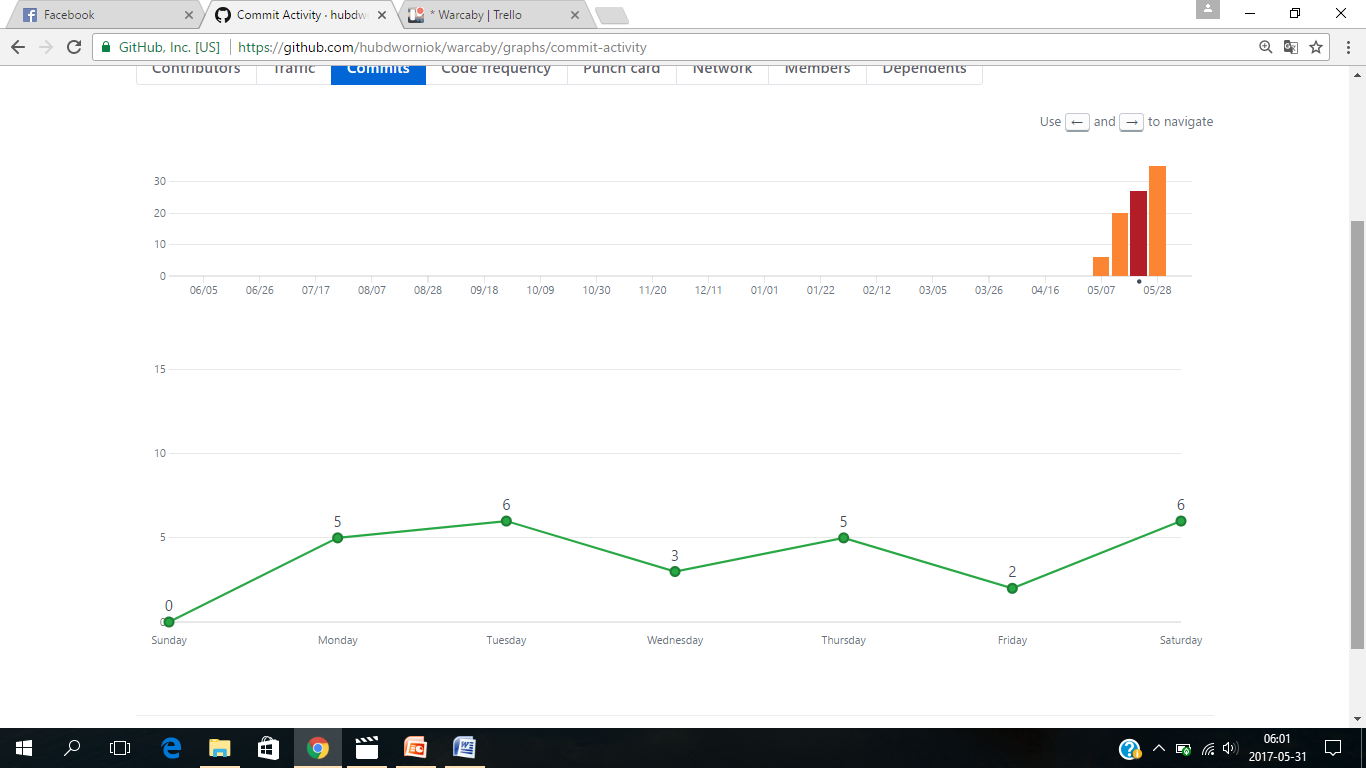 Facebook
Commit Activity · hubdw
* Warcaby | Trello
GitHub, Inc. [US] https://github.com/hubdworniok/warcaby/graphs/commit-activity
Contributors Traffic Commits Code frequency Punch card Network Members Dependents
Use ← and → to navigate
30
20
10
0
06/05 06/26 07/17 08/07 08/28 09/18 10/09 10/30 11/20 12/11 01/01 01/22 02/12 03/05 03/26 04/16 05/07 05/28
15
10
5
0
0 5 6 3 5 2 6
Sunday Monday Tuesday Wednesday Thursday Friday Saturday
06:01
2017-05-31